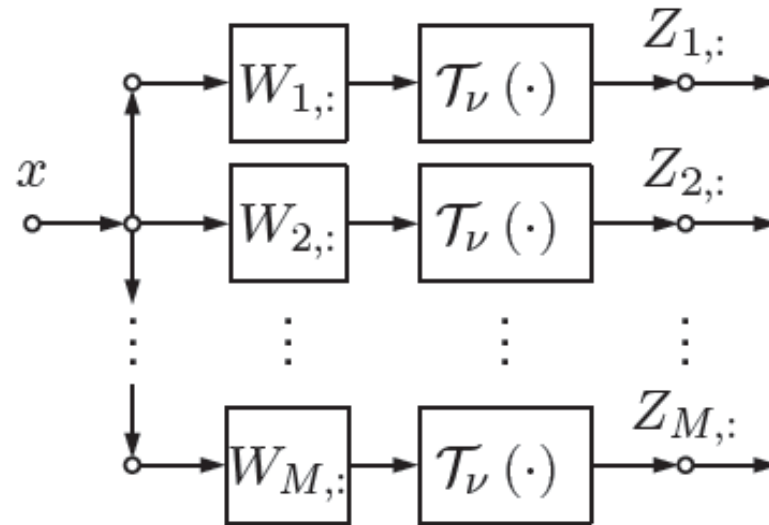 W_{1,:} 𝒯_ν (·) Z_{1,:}
x
W_{2,:} 𝒯_ν (·) Z_{2,:}
⋮ ⋮ ⋮ ⋮
W_{M,:} 𝒯_ν (·) Z_{M,:}